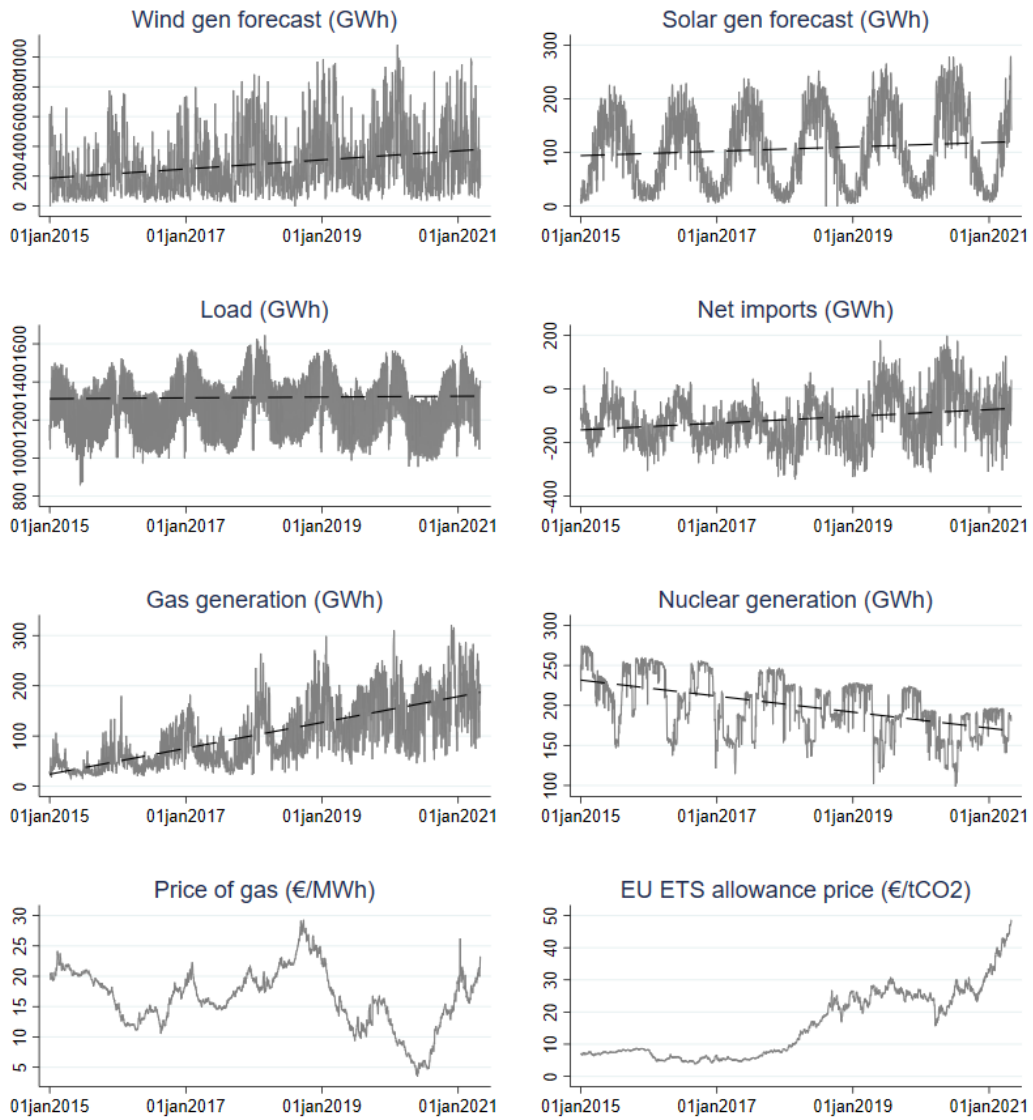 Wind gen forecast (GWh)
0 200 400 600 800 1000
01jan2015 01jan2017 01jan2019 01jan2021
Solar gen forecast (GWh)
0 100 200 300
01jan2015 01jan2017 01jan2019 01jan2021
Load (GWh)
800 1000 1200 1400 1600
01jan2015 01jan2017 01jan2019 01jan2021
Net imports (GWh)
-400 -200 0 200
01jan2015 01jan2017 01jan2019 01jan2021
Gas generation (GWh)
0 100 200 300
01jan2015 01jan2017 01jan2019 01jan2021
Nuclear generation (GWh)
100 150 200 250 300
01jan2015 01jan2017 01jan2019 01jan2021
Price of gas (€/MWh)
5 10 15 20 25 30
01jan2015 01jan2017 01jan2019 01jan2021
EU ETS allowance price (€/tCO2)
0 10 20 30 40 50
01jan2015 01jan2017 01jan2019 01jan2021